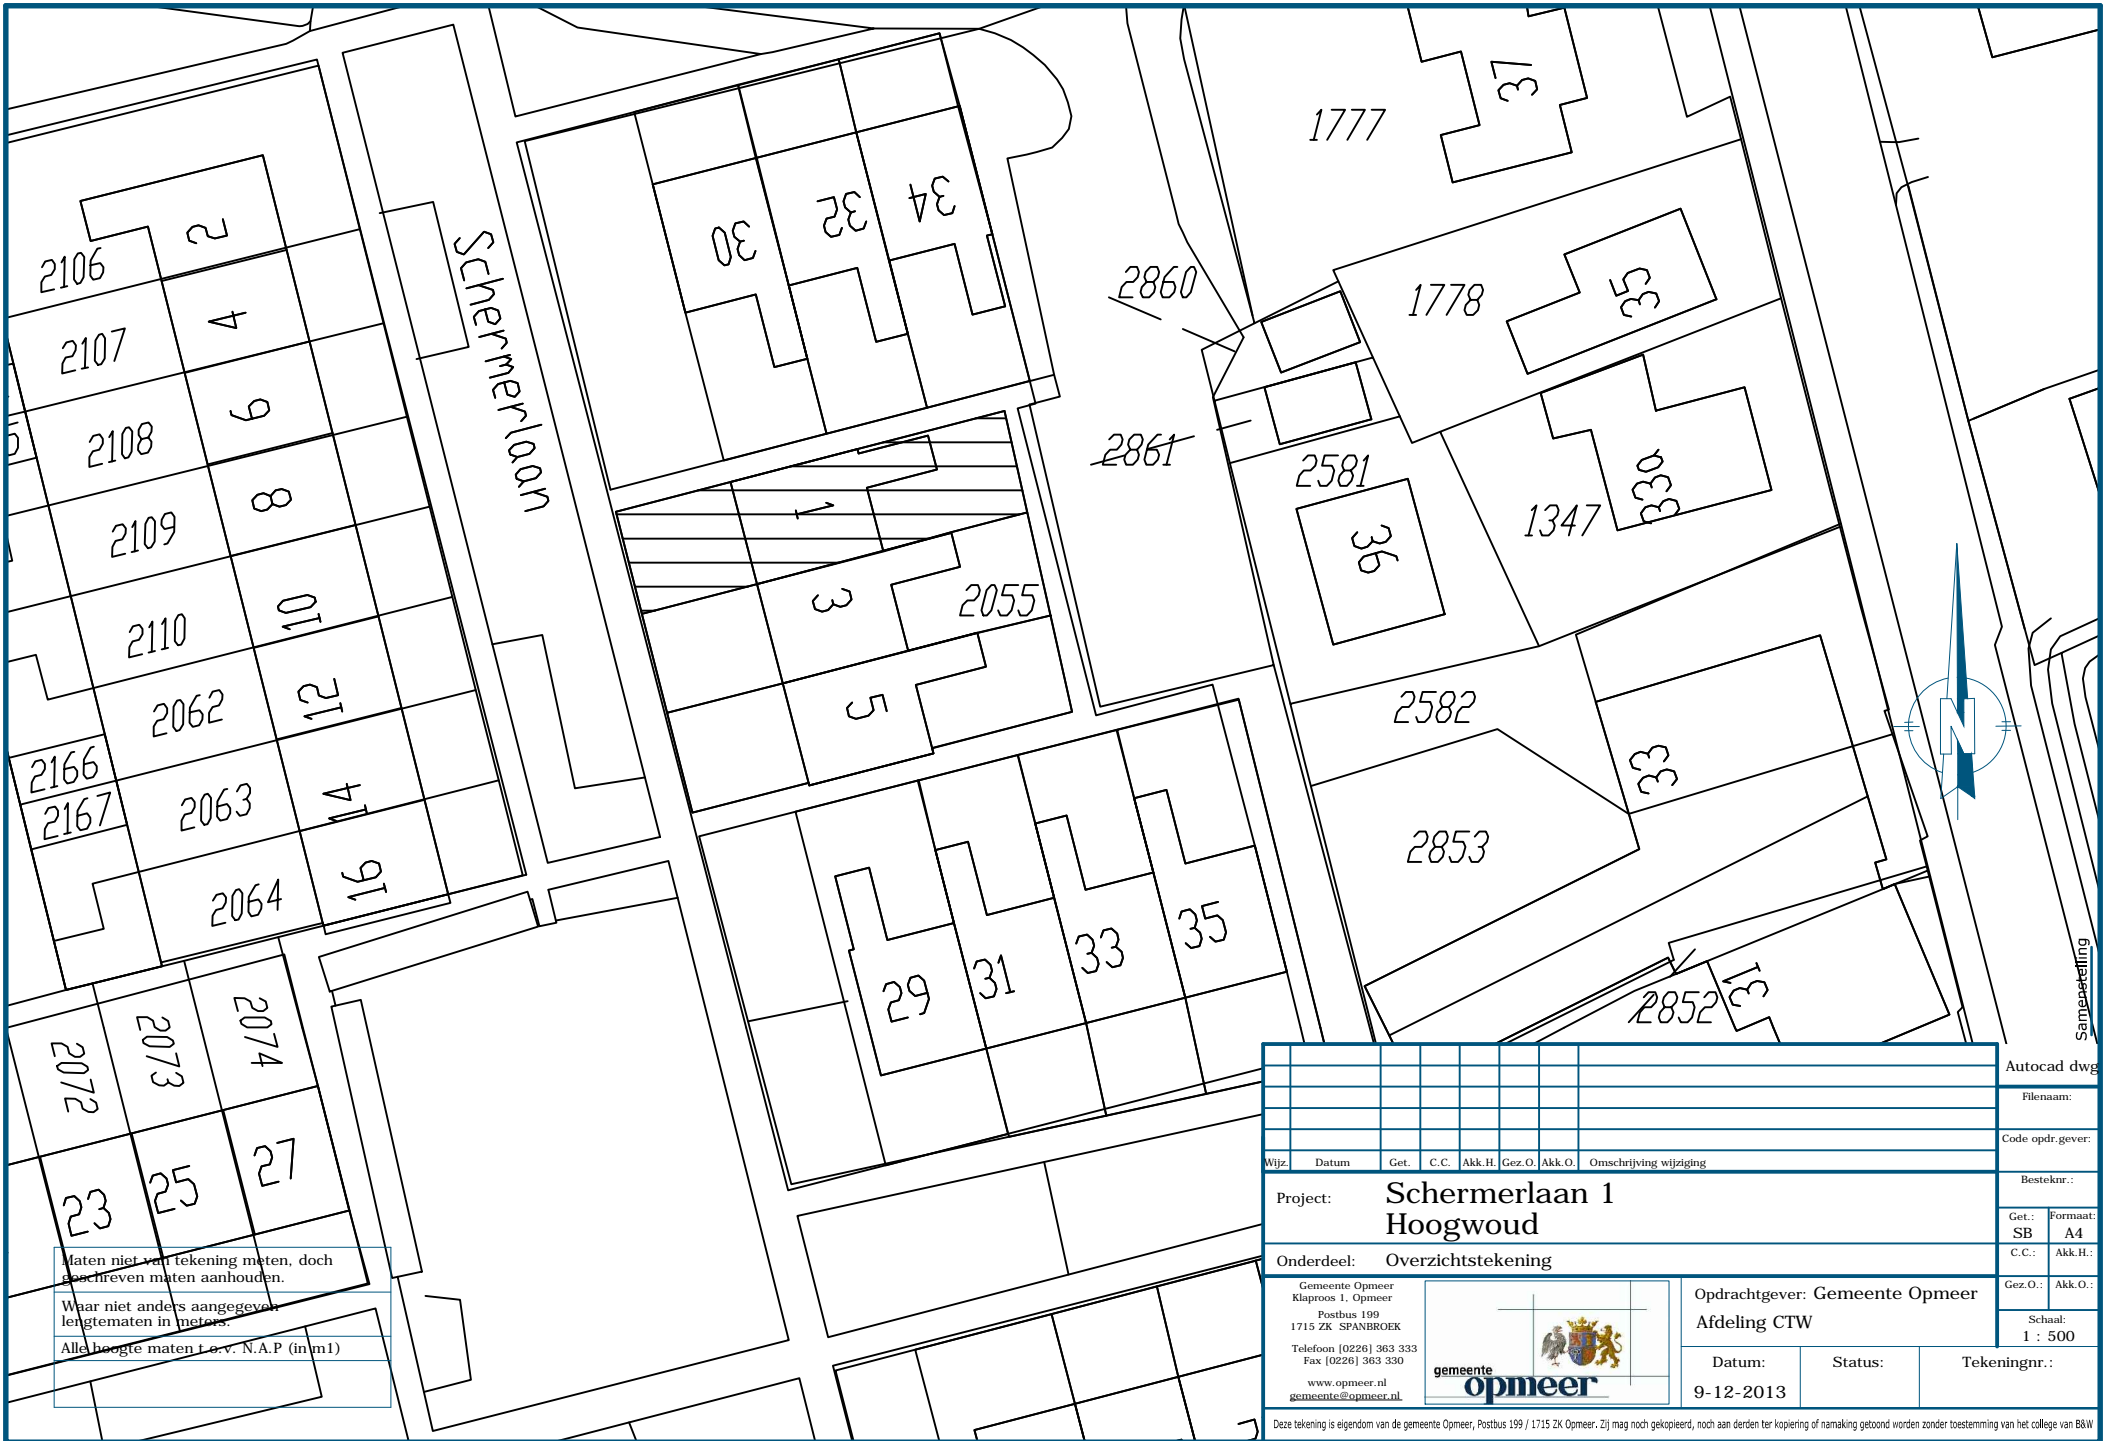 37
1777
34
32
30
2
2106
Schermerlaan
2860
1778
35
4
2107
6
2108
2861
2581
33a
1347
8
2109
1
36
3
2055
10
2110
12
2062
5
2582
33
2166
14
2063
2167
2853
16
2064
35
33
31
29
2852
31
2074
2073
2072
27
25
23
N
Samenstelling
Autocad dwg
Filenaam:
Code opdr.gever:
Besteknr.:
Get.: Formaat:
SB A4
C.C.: Akk.H.:
Gez.O.: Akk.O.:
Schaal:
1 : 500
Wijz. Datum Get. C.C. Akk.H. Gez.O. Akk.O. Omschrijving wijziging
Project: Schermerlaan 1
Hoogwoud
Onderdeel: Overzichtstekening
Gemeente Opmeer
Klaproos 1, Opmeer
Postbus 199
1715 ZK SPANBROEK
Telefoon [0226] 363 333
Fax [0226] 363 330
www.opmeer.nl
gemeente@opmeer.nl
gemeente
opmeer
Opdrachtgever: Gemeente Opmeer
Afdeling CTW
Datum: Status: Tekeningnr.:
9-12-2013
Deze tekening is eigendom van de gemeente Opmeer, Postbus 199 / 1715 ZK Opmeer. Zij mag noch gekopieerd, noch aan derden ter kopiering of namaking getoond worden zonder toestemming van het college van B&W
Maten niet van tekening meten, doch
geschreven maten aanhouden.
Waar niet anders aangegeven
lengtematen in meters.
Alle hoogte maten t.o.v. N.A.P (in m1)